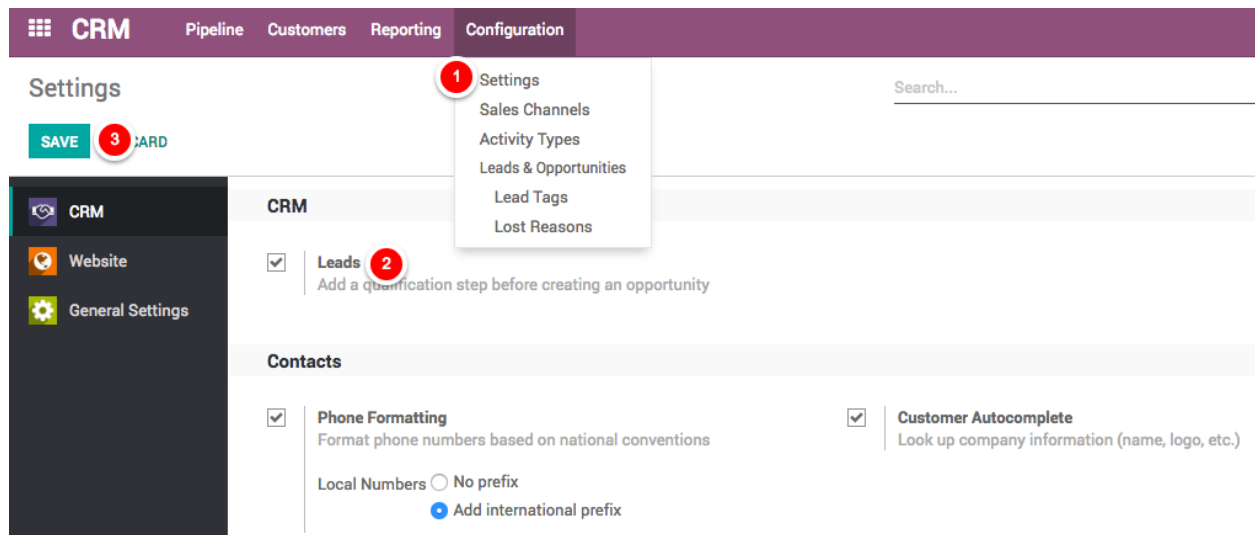 CRM Pipeline Customers Reporting Configuration
Settings
1 Settings
Search...
Sales Channels
SAVE 3 CARD
Activity Types
Leads & Opportunities
Lead Tags
Lost Reasons
CRM
Website
General Settings
CRM
Leads 2
Add a qualification step before creating an opportunity
Contacts
Phone Formatting
Format phone numbers based on national conventions
Local Numbers No prefix
Add international prefix
Customer Autocomplete
Look up company information (name, logo, etc.)